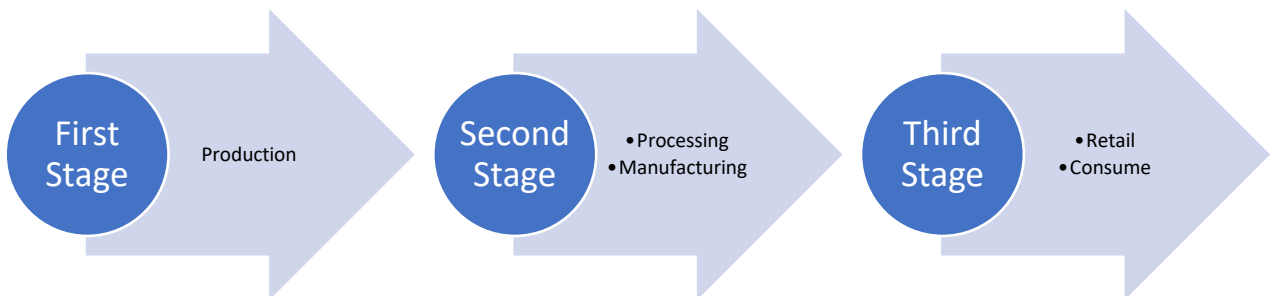 First
Stage
Production
Second
Stage
•Processing
•Manufacturing
Third
Stage
•Retail
•Consume